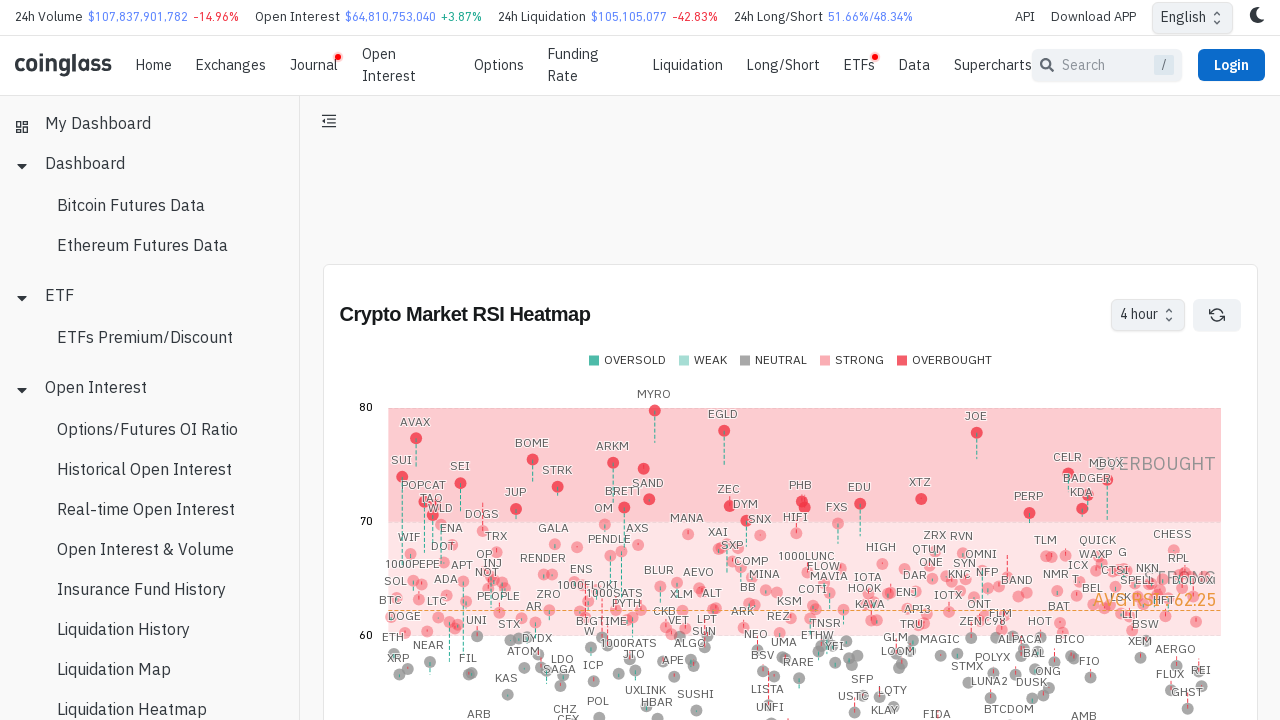 24h Volume $107,837,901,782 -14.96% Open Interest $64,810,753,040 +3.87% 24h Liquidation $105,105,077 -42.83% 24h Long/Short 51.66%/48.34% API Download APP English
coinglass Home Exchanges Journal Open Interest Options Funding Rate Liquidation Long/Short ETFs Data Supercharts Search / Login
My Dashboard
Dashboard
Bitcoin Futures Data
Ethereum Futures Data
ETF
ETFs Premium/Discount
Open Interest
Options/Futures OI Ratio
Historical Open Interest
Real-time Open Interest
Open Interest & Volume
Insurance Fund History
Liquidation History
Liquidation Map
Liquidation Heatmap
Crypto Market RSI Heatmap 4 hour
OVERSOLD WEAK NEUTRAL STRONG OVERBOUGHT
MYRO
80
AVAX EGLD JOE
BOME ARKM
SUI SEI STRK CELR MBOX OVERBOUGHT
POPCAT JUP SAND ZEC PHB EDU XTZ BADGER
TAO BRETT PERP KDA
WLD DOGS OM DYM HIFI FXS
70
MANA SNX
ENA GALA AXS
WIF TRX PENDLE XAI ZRX RVN TLM QUICK CHESS
DOT SXP HIGH QTUM
OP RENDER 1000LUNC OMNI WAXP G RPL
1000PEPE APT INJ ENS COMP FLOW ONE SYN ICX
NOT BLUR AEVO MINA MAVIA IOTA DAR KNC NFP BAND NMR T CTSI NKN
SOL ADA 1000FLOKI BB COTI HOOK SPELL DODOX
PEOPLE ZRO 1000SATS XLM ALT ENJ IOTX BEL
BTC LTC AR PYTH KSM KAVA ONT BAT HFT AVG RSI: 62.25
DOGE UNI BIGTIME CKB VET LPT ARK REZ API3 FLM LIT
STX W TNSR TRU ZEN C98 HOT BSW
60
ETH DYDX SUN NEO ETHW GLM MAGIC ALPACA BICO XEM
NEAR ATOM 1000RATS ALGO UMA YFI LOOM BAL AERGO
XRP FIL LDO JTO APE BSV RARE STMX POLYX FIO
SAGA ICP ONG REI
KAS SFP LUNA2 DUSK FLUX
UXLINK SUSHI LISTA USTC LQTY GHST
POL HBAR
ARB CHZ UNFI KLAY FIDA BTCDOM AMB